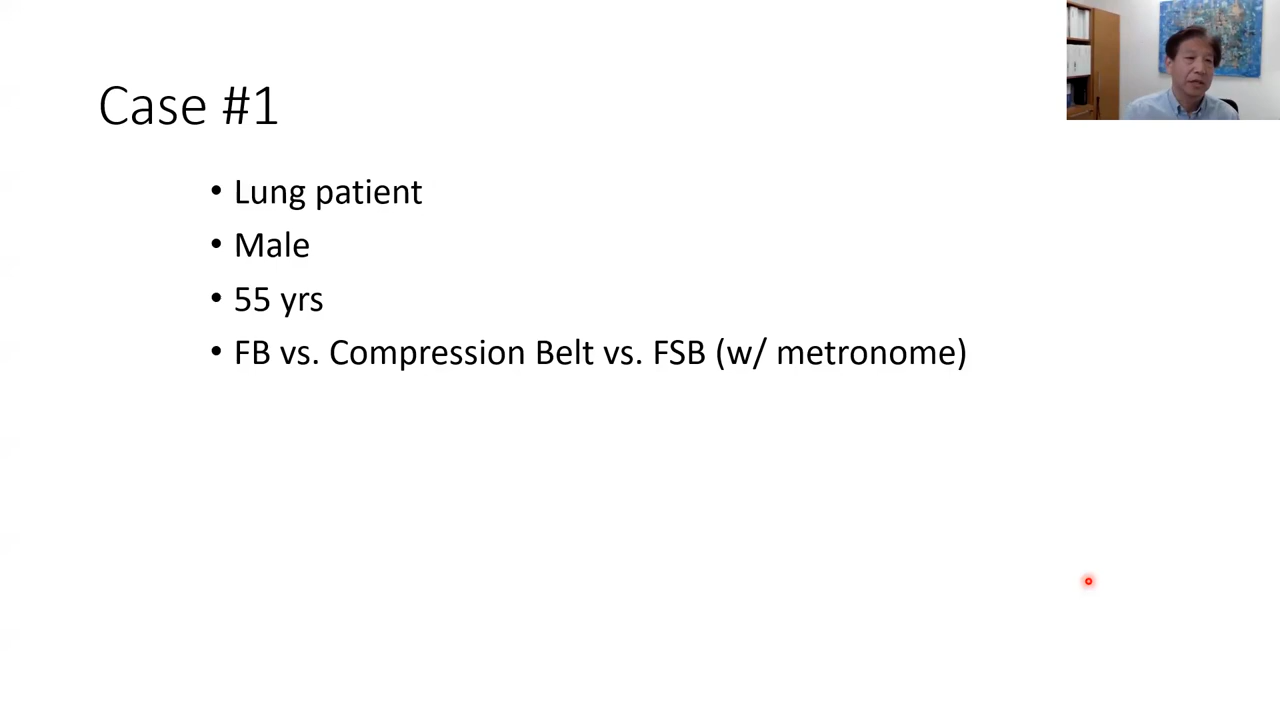 Case #1
• Lung patient
• Male
• 55 yrs
• FB vs. Compression Belt vs. FSB (w/ metronome)